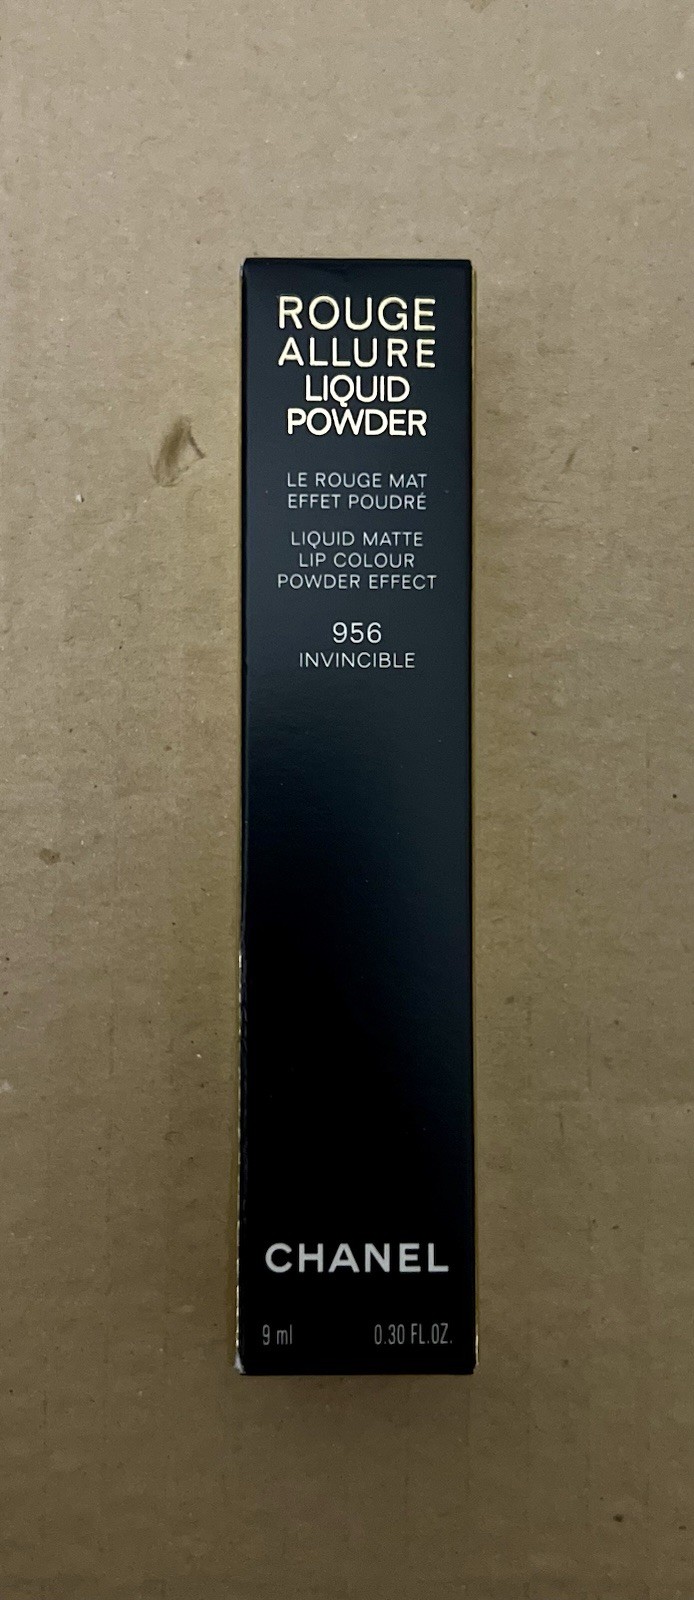 ROUGE
ALLURE
LIQUID
POWDER
LE ROUGE MAT
EFFET POUDRÉ
LIQUID MATTE
LIP COLOUR
POWDER EFFECT
956
INVINCIBLE
CHANEL
9 ml 0.30 FL.OZ.